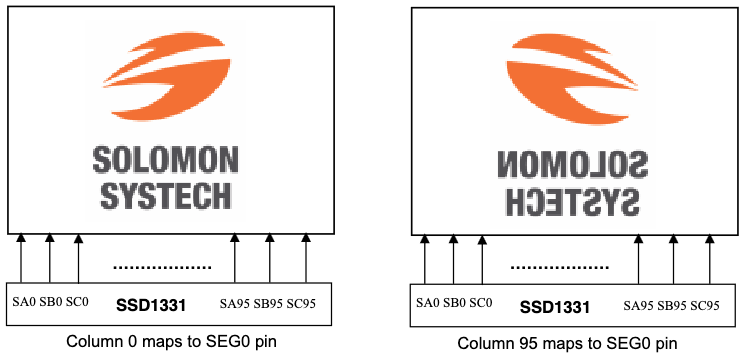 SOLOMON
SYSTECH
SA0 SB0 SC0 SSD1331 SA95 SB95 SC95
Column 0 maps to SEG0 pin
SOLOMON
SYSTECH
SA0 SB0 SC0 SSD1331 SA95 SB95 SC95
Column 95 maps to SEG0 pin